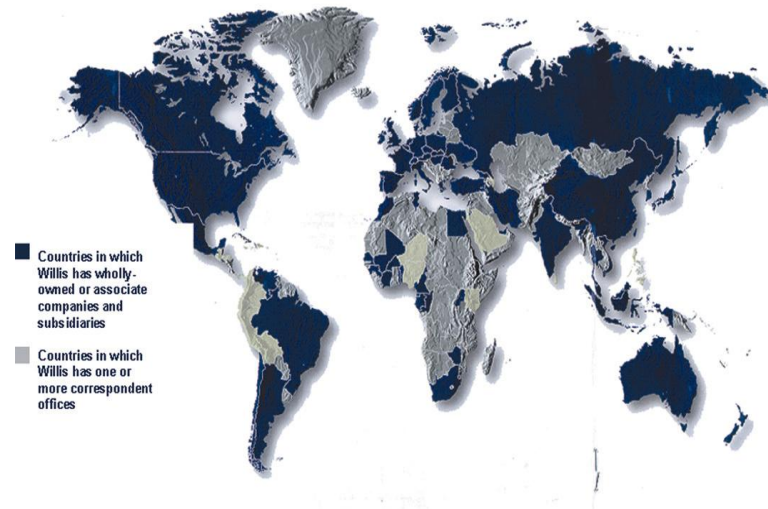 Countries in which
Willis has wholly-
owned or associate
companies and
subsidiaries
Countries in which
Willis has one or
more correspondent
offices